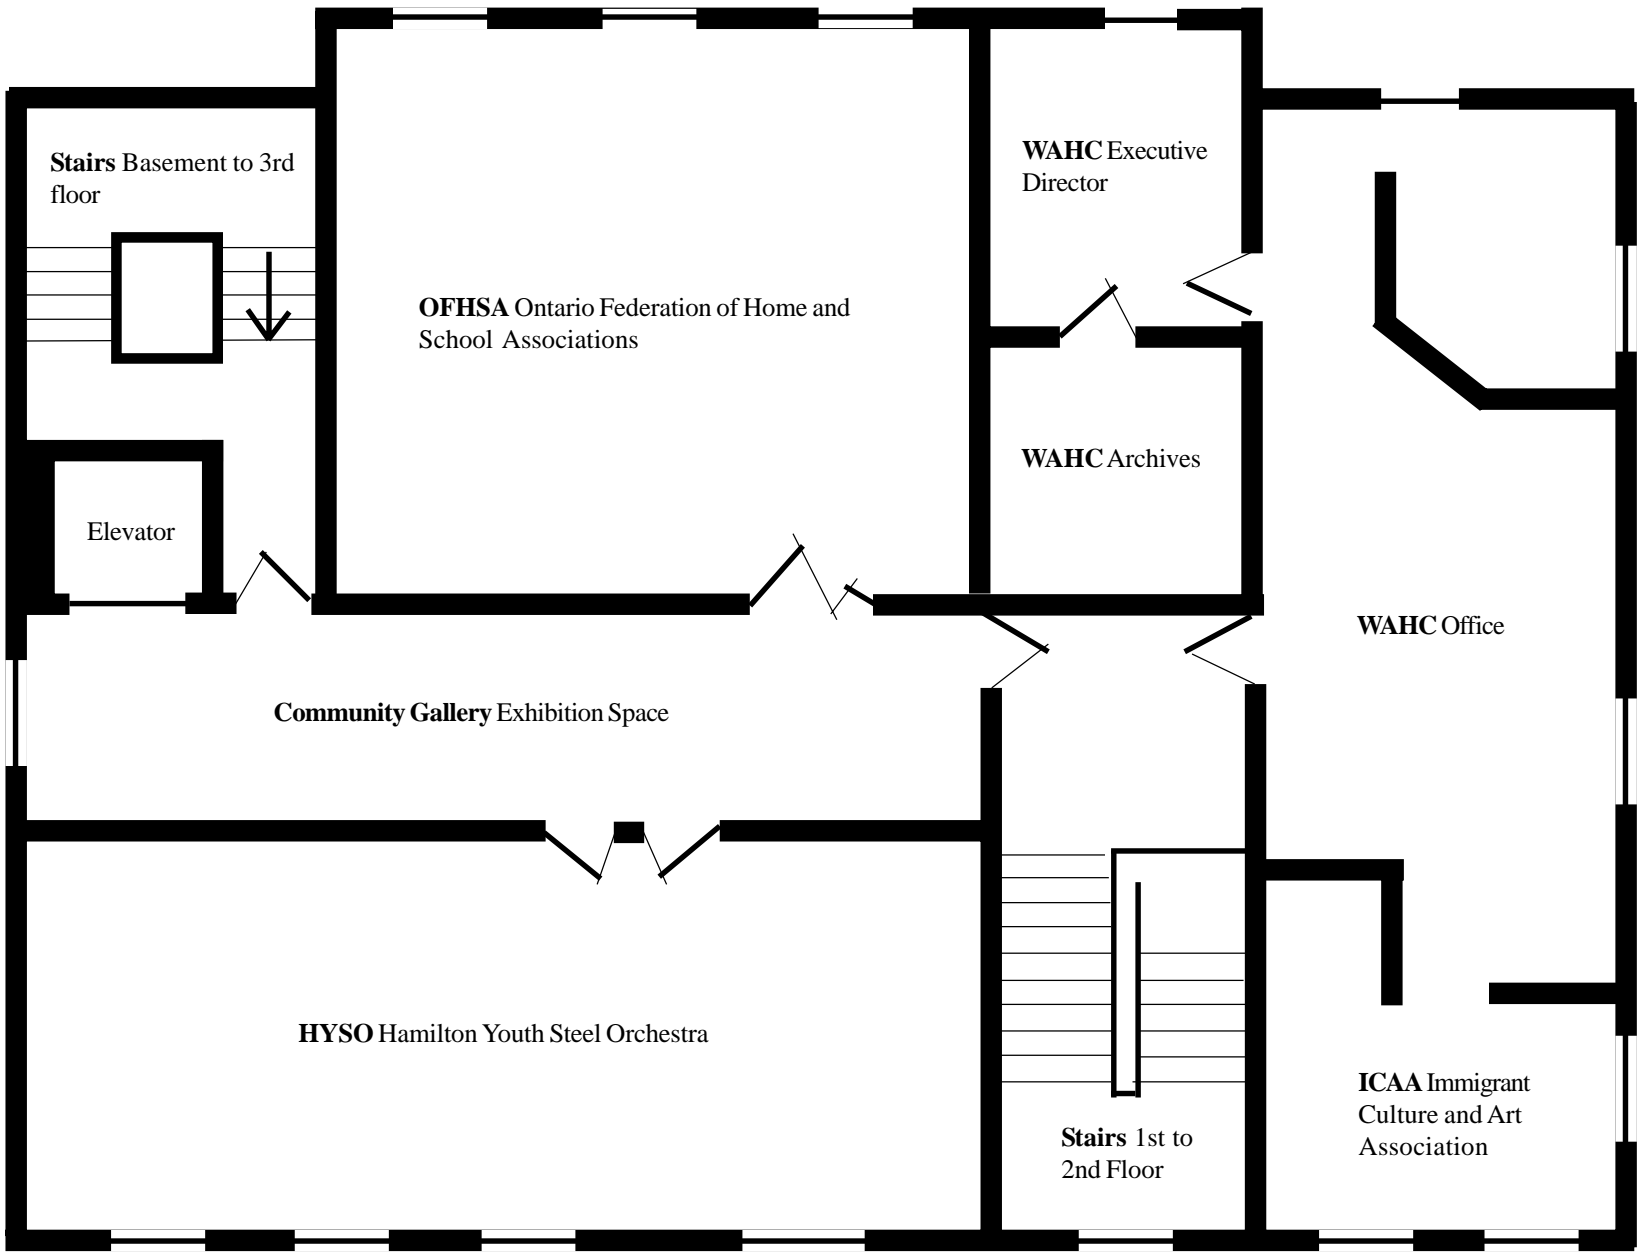 Stairs Basement to 3rd
floor
WAHC Executive
Director
OFHSA Ontario Federation of Home and
School Associations
WAHC Archives
Elevator
WAHC Office
Community Gallery Exhibition Space
HYSO Hamilton Youth Steel Orchestra
ICAA Immigrant
Culture and Art
Association
Stairs 1st to
2nd Floor